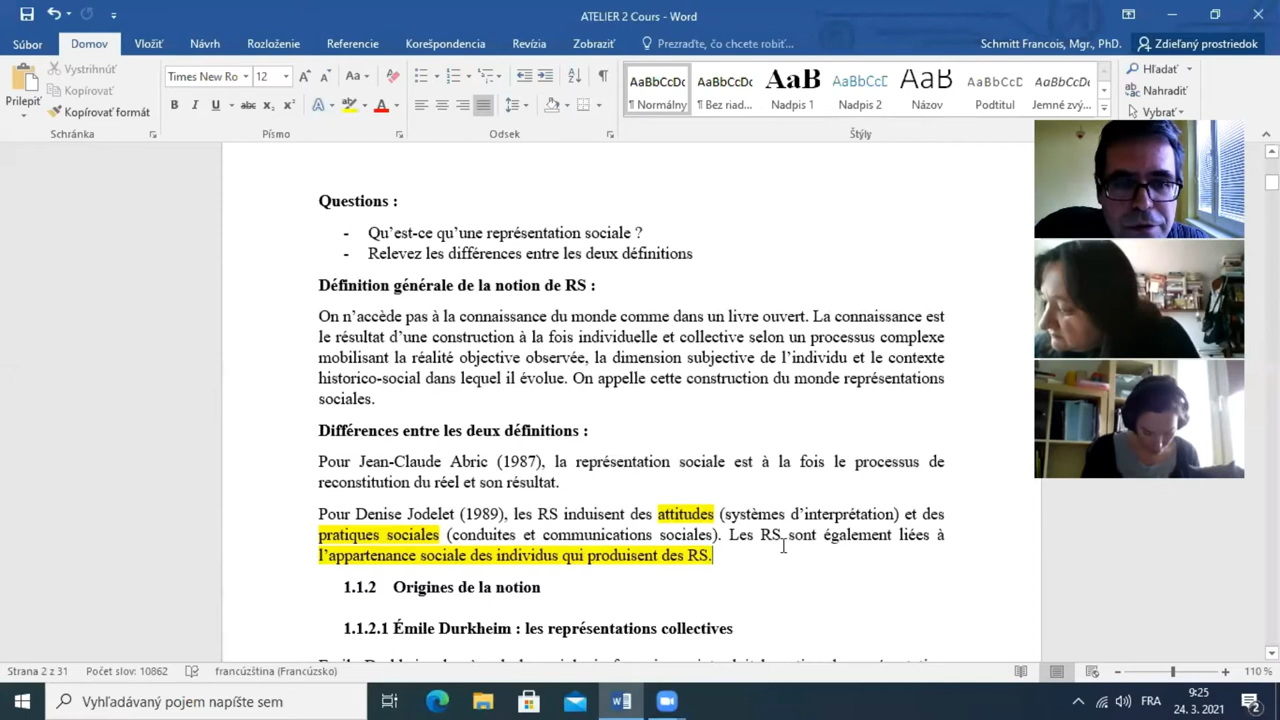 ATELIER 2 Cours - Word
Súbor Domov Vložiť Návrh Rozloženie Referencie Korešpondencia Revízia Zobraziť Prezraďte, čo chcete robiť... Schmitt Francois, Mgr., PhD. Zdieľaný prostriedok
Prilepiť
Vystrihnúť
Kopírovať
Kopírovať formát
Schránka
Times New Ro 12
Písmo
Odsek
AaBbCcDc AaBbCcDc AaB AaBbCcD AaB AaBbCcD AaBbCcDc
¶ Normálny ¶ Bez riad... Nadpis 1 Nadpis 2 Názov Podtitul Jemné zvý...
Štýly
Hľadať
Nahradiť
Vybrať
Questions :
- Qu’est-ce qu’une représentation sociale ?
- Relevez les différences entre les deux définitions
Définition générale de la notion de RS :
On n’accède pas à la connaissance du monde comme dans un livre ouvert. La connaissance est
le résultat d’une construction à la fois individuelle et collective selon un processus complexe
mobilisant la réalité objective observée, la dimension subjective de l’individu et le contexte
historico-social dans lequel il évolue. On appelle cette construction du monde représentations
sociales.
Différences entre les deux définitions :
Pour Jean-Claude Abric (1987), la représentation sociale est à la fois le processus de
reconstitution du réel et son résultat.
Pour Denise Jodelet (1989), les RS induisent des attitudes (systèmes d’interprétation) et des
pratiques sociales (conduites et communications sociales). Les RS sont également liées à
l’appartenance sociale des individus qui produisent des RS.
1.1.2 Origines de la notion
1.1.2.1 Émile Durkheim : les représentations collectives
Strana 2 z 31 Počet slov: 10862 francúzština (Francúzsko) 110 %
Vyhľadávaný pojem napíšte sem
FRA
9:25
24. 3. 2021
2